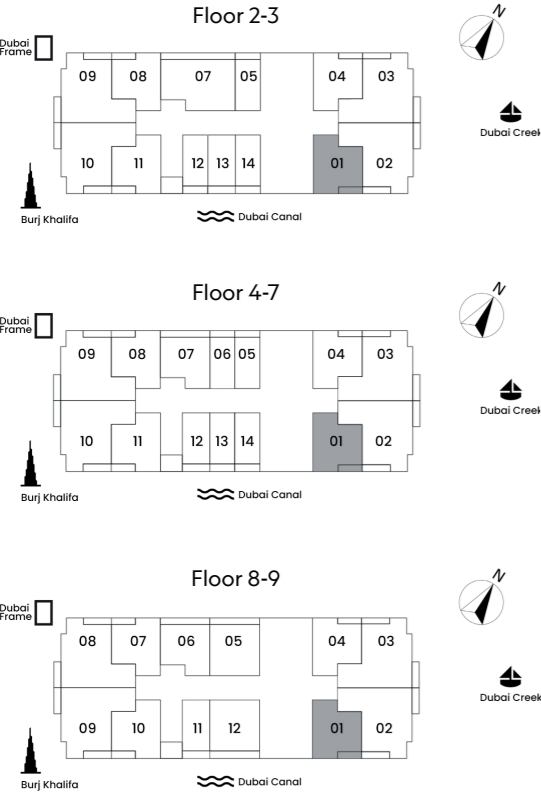 Floor 2-3
N
Dubai
Frame
09 08 07 05 04 03
Dubai Creek
10 11 12 13 14 01 02
Burj Khalifa
Dubai Canal
Floor 4-7
N
Dubai
Frame
09 08 07 06 05 04 03
Dubai Creek
10 11 12 13 14 01 02
Burj Khalifa
Dubai Canal
Floor 8-9
N
Dubai
Frame
08 07 06 05 04 03
Dubai Creek
09 10 11 12 01 02
Burj Khalifa
Dubai Canal